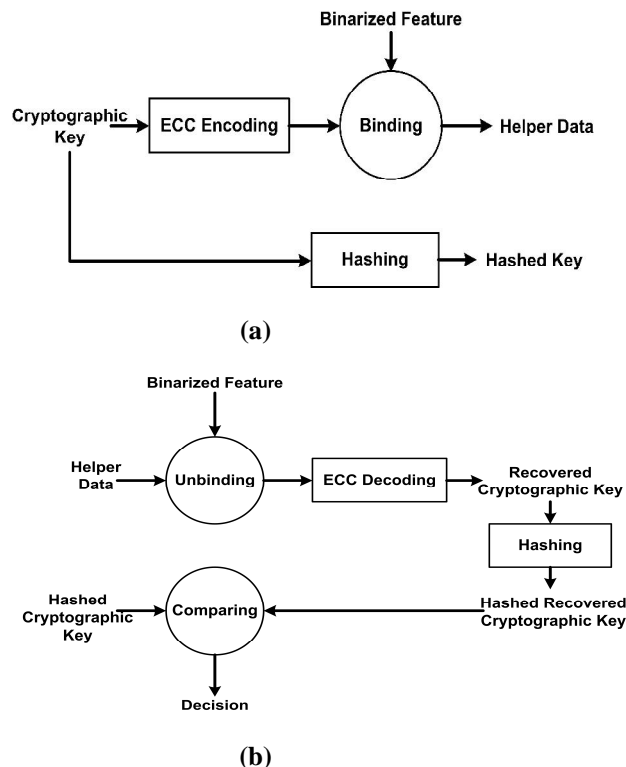 Binarized Feature
Cryptographic
Key
ECC Encoding
Binding
Helper Data
Hashing
Hashed Key
(a)
Binarized Feature
Helper
Data
Unbinding
ECC Decoding
Recovered
Cryptographic Key
Hashing
Hashed
Cryptographic
Key
Comparing
Hashed Recovered
Cryptographic Key
Decision
(b)